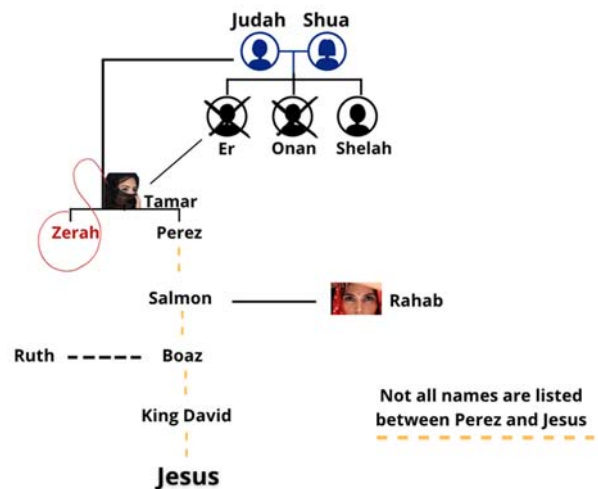 Judah Shua
Er Onan Shelah
Tamar
Zerah Perez
Salmon Rahab
Ruth Boaz
King David
Jesus
Not all names are listed
between Perez and Jesus